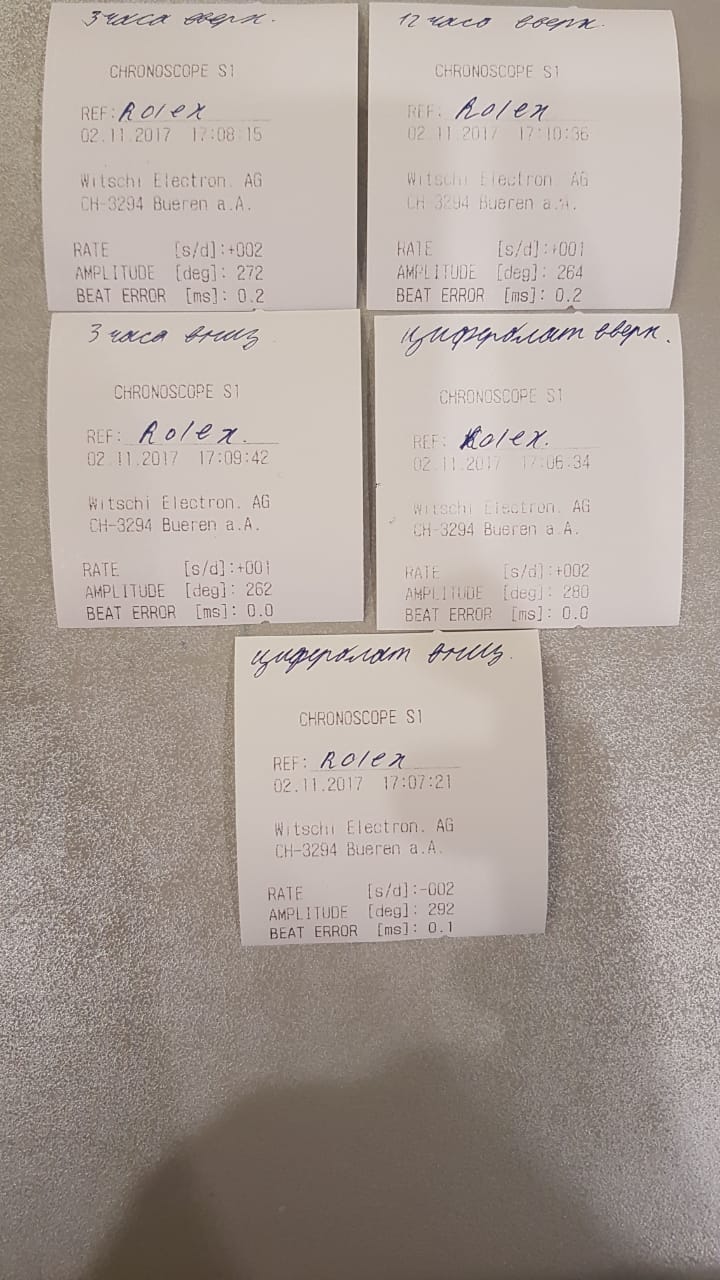 3 часа вверх.
CHRONOSCOPE S1
REF: Rolex
02.11.2017 17:08:15
Witschi Electron. AG
CH-3294 Bueren a.A.
RATE [s/d]:+002
AMPLITUDE [deg]: 272
BEAT ERROR [ms]: 0.2
12 часо вверх.
CHRONOSCOPE S1
REF: Rolex
02.11.2017 17:10:36
Witschi Electron. AG
CH-3294 Bueren a.A.
RATE [s/d]:+001
AMPLITUDE [deg]: 264
BEAT ERROR [ms]: 0.2
3 часа вниз
CHRONOSCOPE S1
REF: Rolex.
02.11.2017 17:09:42
Witschi Electron. AG
CH-3294 Bueren a.A.
RATE [s/d]:+001
AMPLITUDE [deg]: 262
BEAT ERROR [ms]: 0.0
циферблат вверх.
CHRONOSCOPE S1
REF: Rolex.
02.11.2017 17:06:34
Witschi Electron. AG
CH-3294 Bueren a.A.
RATE [s/d]:+002
AMPLITUDE [deg]: 280
BEAT ERROR [ms]: 0.0
циферблат вниз.
CHRONOSCOPE S1
REF: Rolex
02.11.2017 17:07:21
Witschi Electron. AG
CH-3294 Bueren a.A.
RATE [s/d]:-002
AMPLITUDE [deg]: 292
BEAT ERROR [ms]: 0.1